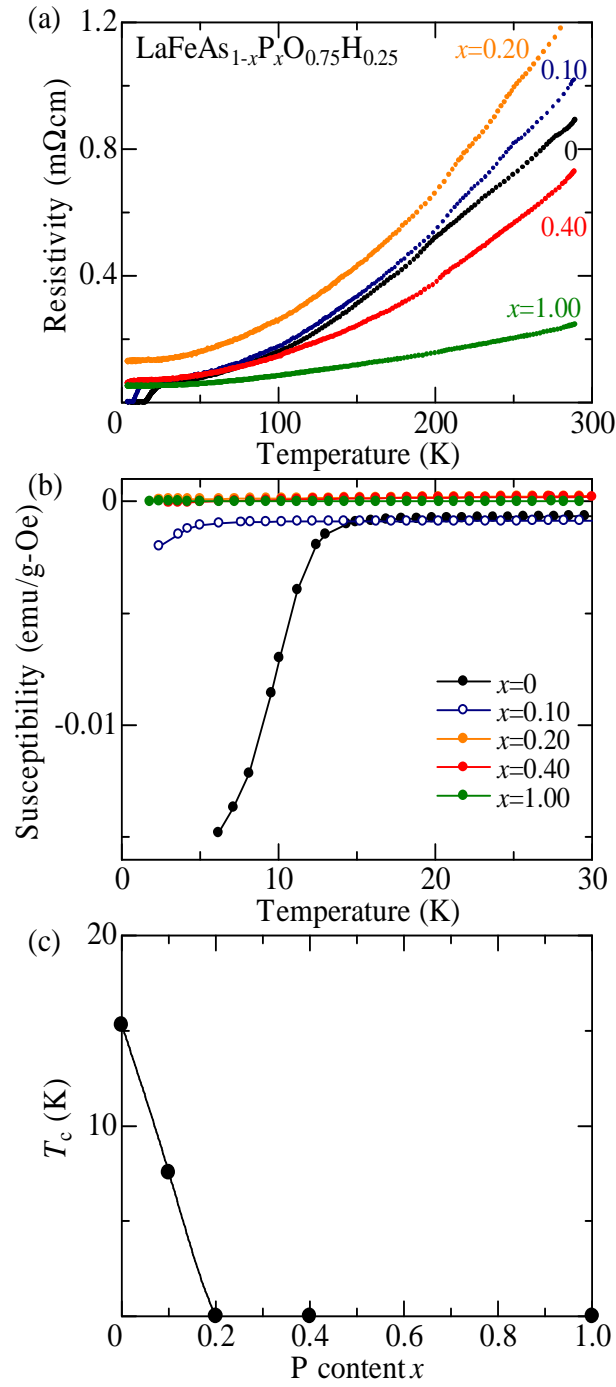 (a)
LaFeAs1-xPxO0.75H0.25
x=0.20
0.10
0
0.40
x=1.00
1.2
0.8
0.4
Resistivity (mΩcm)
100
200
300
Temperature (K)
(b)
0
-0.01
Susceptibility (emu/g-Oe)
x=0
x=0.10
x=0.20
x=0.40
x=1.00
0
10
20
30
Temperature (K)
(c)
20
10
Tc (K)
0
0.2
0.4
0.6
0.8
1.0
P content x